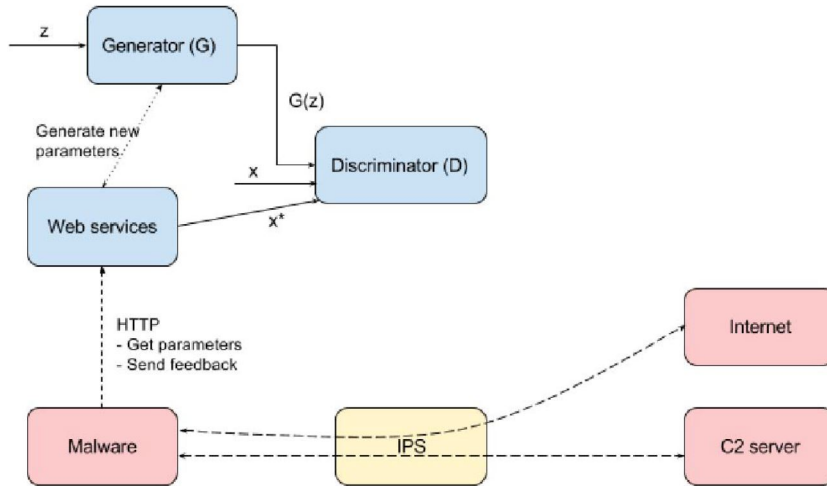 z
Generator (G)
G(z)
Generate new
parameters
x
Discriminator (D)
Web services
x*
HTTP
- Get parameters
- Send feedback
Internet
Malware
IPS
C2 server